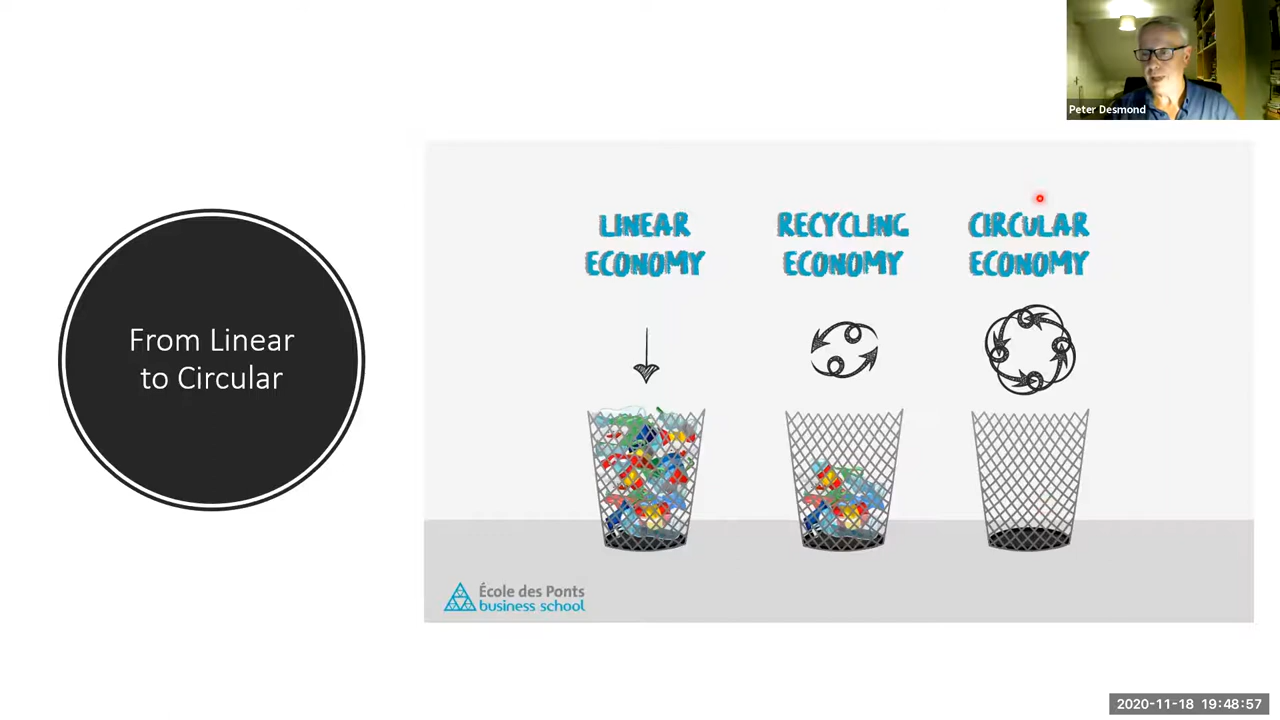 Peter Desmond
From Linear
to Circular
LINEAR
ECONOMY
RECYCLING
ECONOMY
CIRCULAR
ECONOMY
École des Ponts
business school
2020-11-18 19:48:57